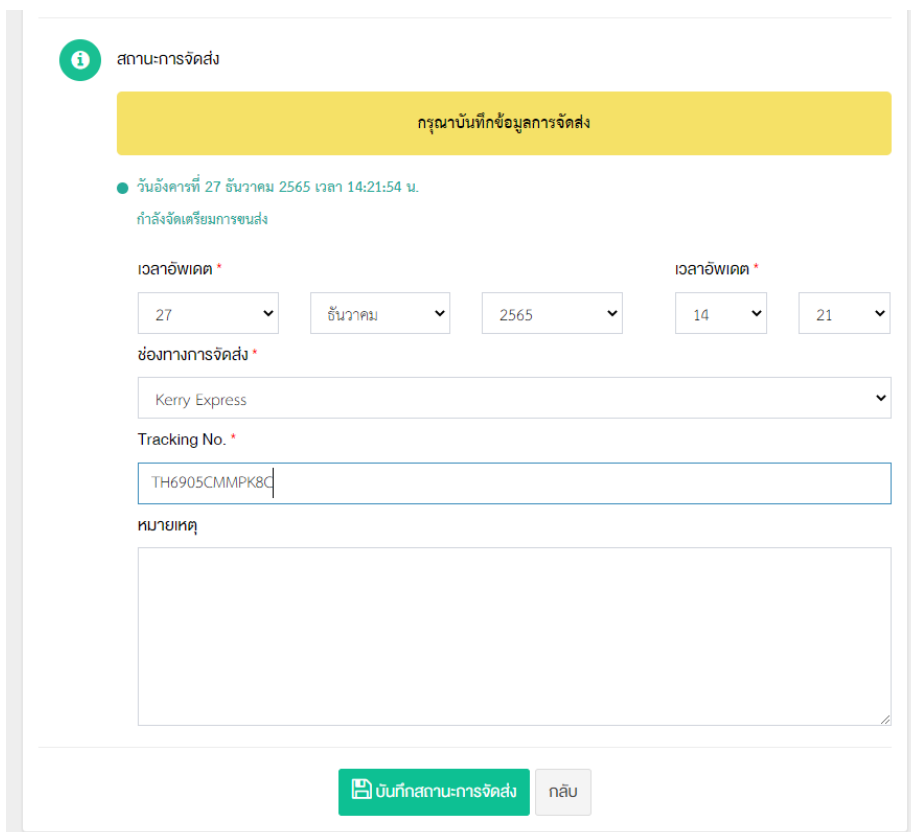 สถานะการจัดส่ง
กรุณาบันทึกข้อมูลการจัดส่ง
วันอังคารที่ 27 ธันวาคม 2565 เวลา 14:21:54 น.
กำลังจัดเตรียมการขนส่ง
เวลาอัพเดต * เวลาอัพเดต *
27 ธันวาคม 2565 14 21
ช่องทางการจัดส่ง *
Kerry Express
Tracking No. *
TH6905CMMPK8C
หมายเหตุ
บันทึกสถานะการจัดส่ง กลับ